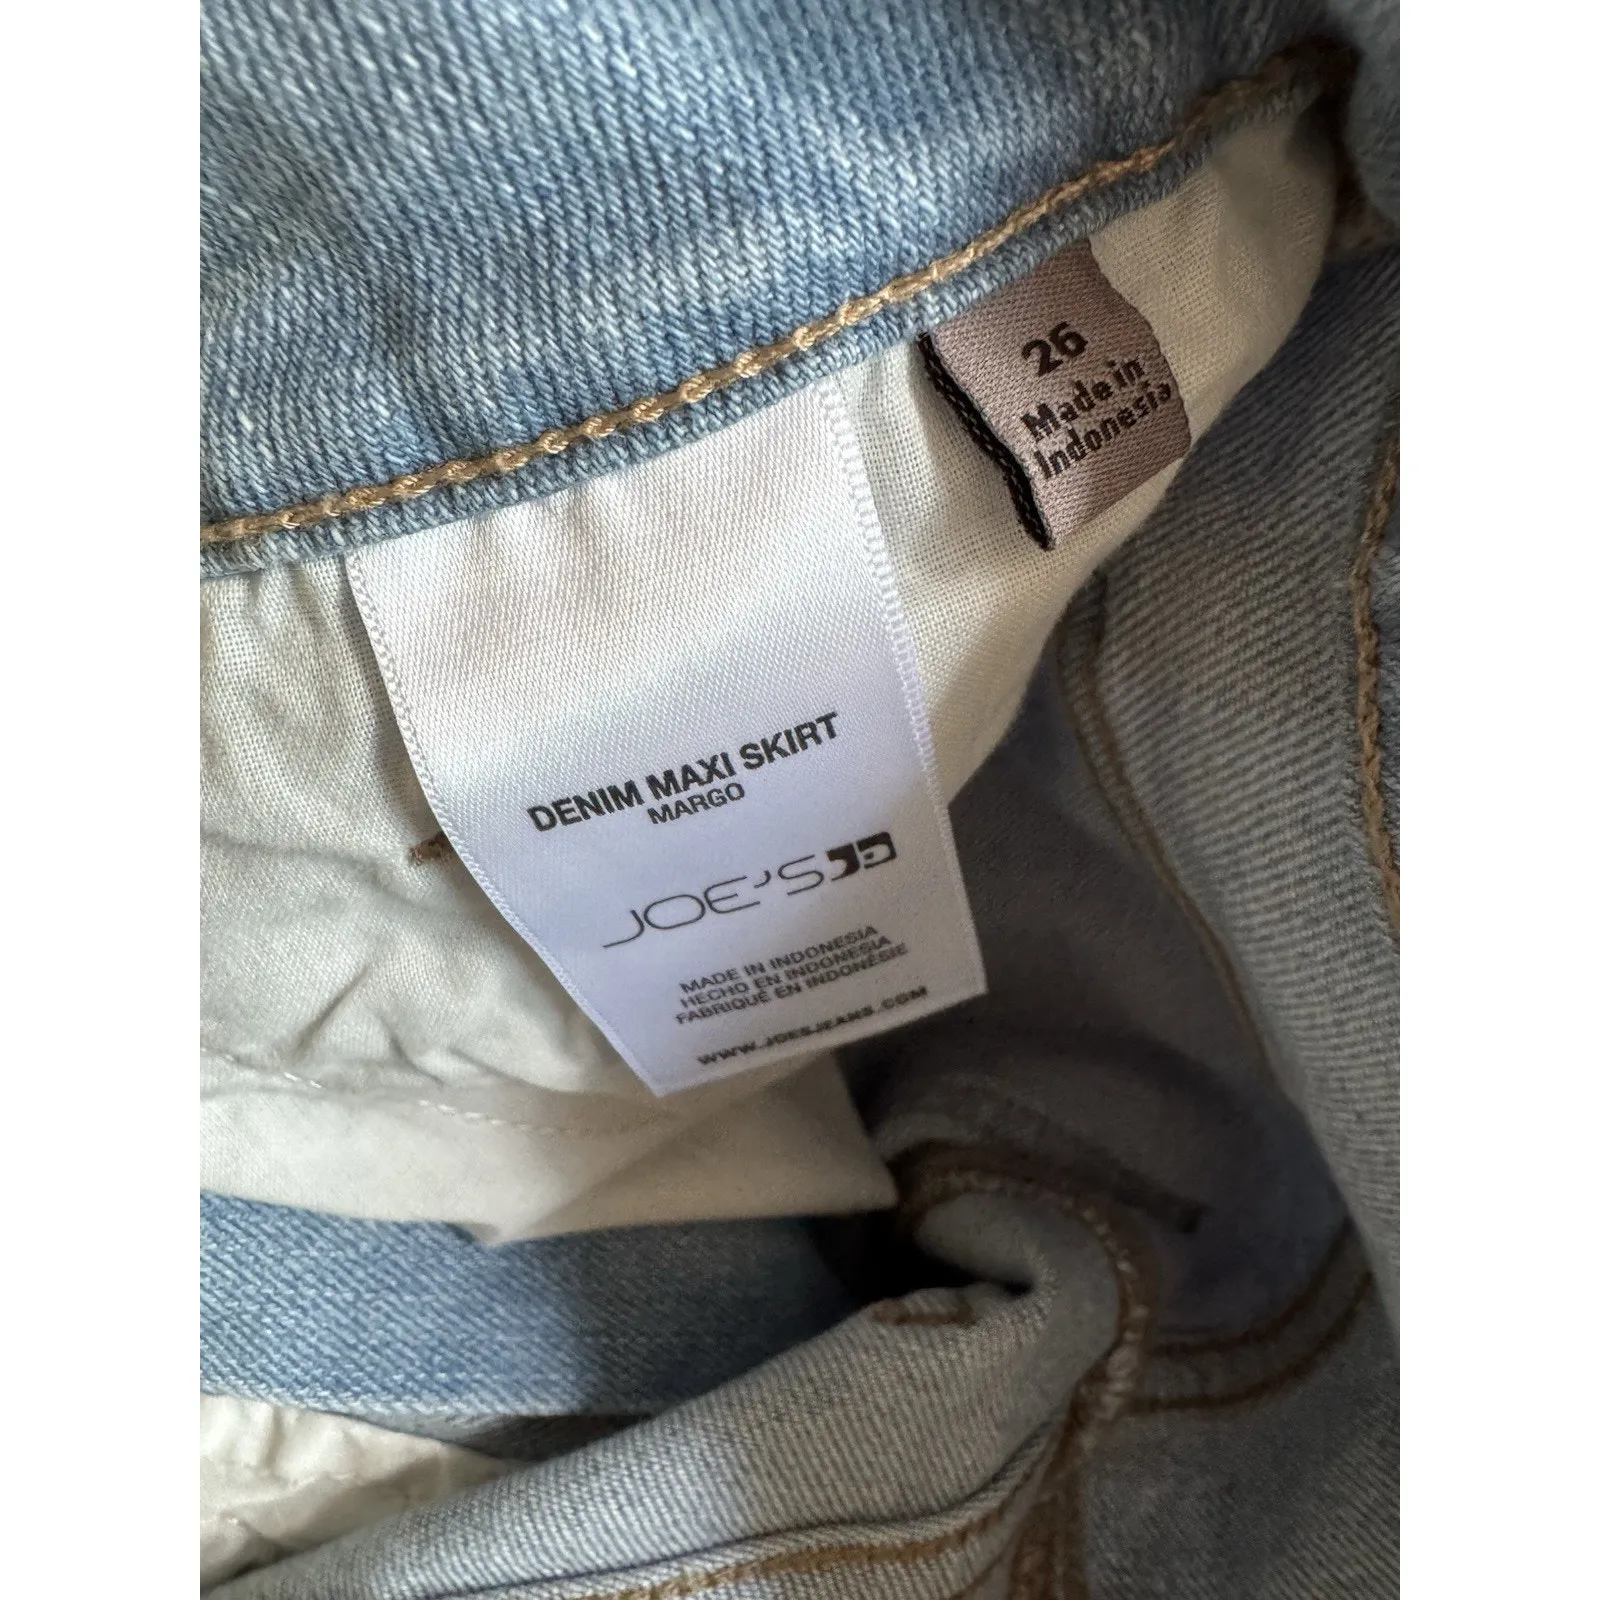 26
Made in
Indonesia
DENIM MAXI SKIRT
MARGO
JOE'S
MADE IN INDONESIA
HECHO EN INDONESIA
FABRIQUÉ EN INDONÉSIE
WWW.JOESJEANS.COM